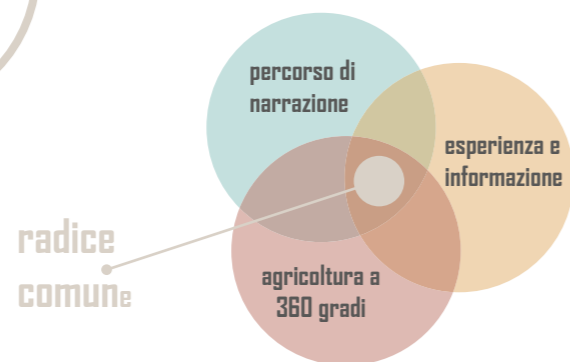 percorso di
narrazione
esperienza e
informazione
radice
comune
agricoltura a
360 gradi